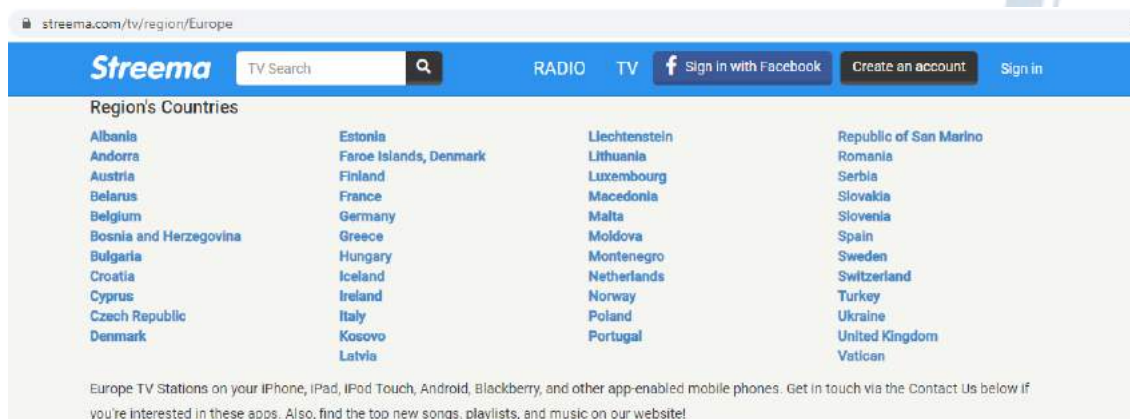 streema.com/tv/region/Europe
Streema TV Search RADIO TV f Sign in with Facebook Create an account Sign in
Region's Countries
Albania Estonia Liechtenstein Republic of San Marino
Andorra Faroe Islands, Denmark Lithuania Romania
Austria Finland Luxembourg Serbia
Belarus France Macedonia Slovakia
Belgium Germany Malta Slovenia
Bosnia and Herzegovina Greece Moldova Spain
Bulgaria Hungary Montenegro Sweden
Croatia Iceland Netherlands Switzerland
Cyprus Ireland Norway Turkey
Czech Republic Italy Poland Ukraine
Denmark Kosovo Portugal United Kingdom
Latvia Vatican
Europe TV Stations on your iPhone, iPad, iPod Touch, Android, Blackberry, and other app-enabled mobile phones. Get in touch via the Contact Us below if
you're interested in these apps. Also, find the top new songs, playlists, and music on our website!